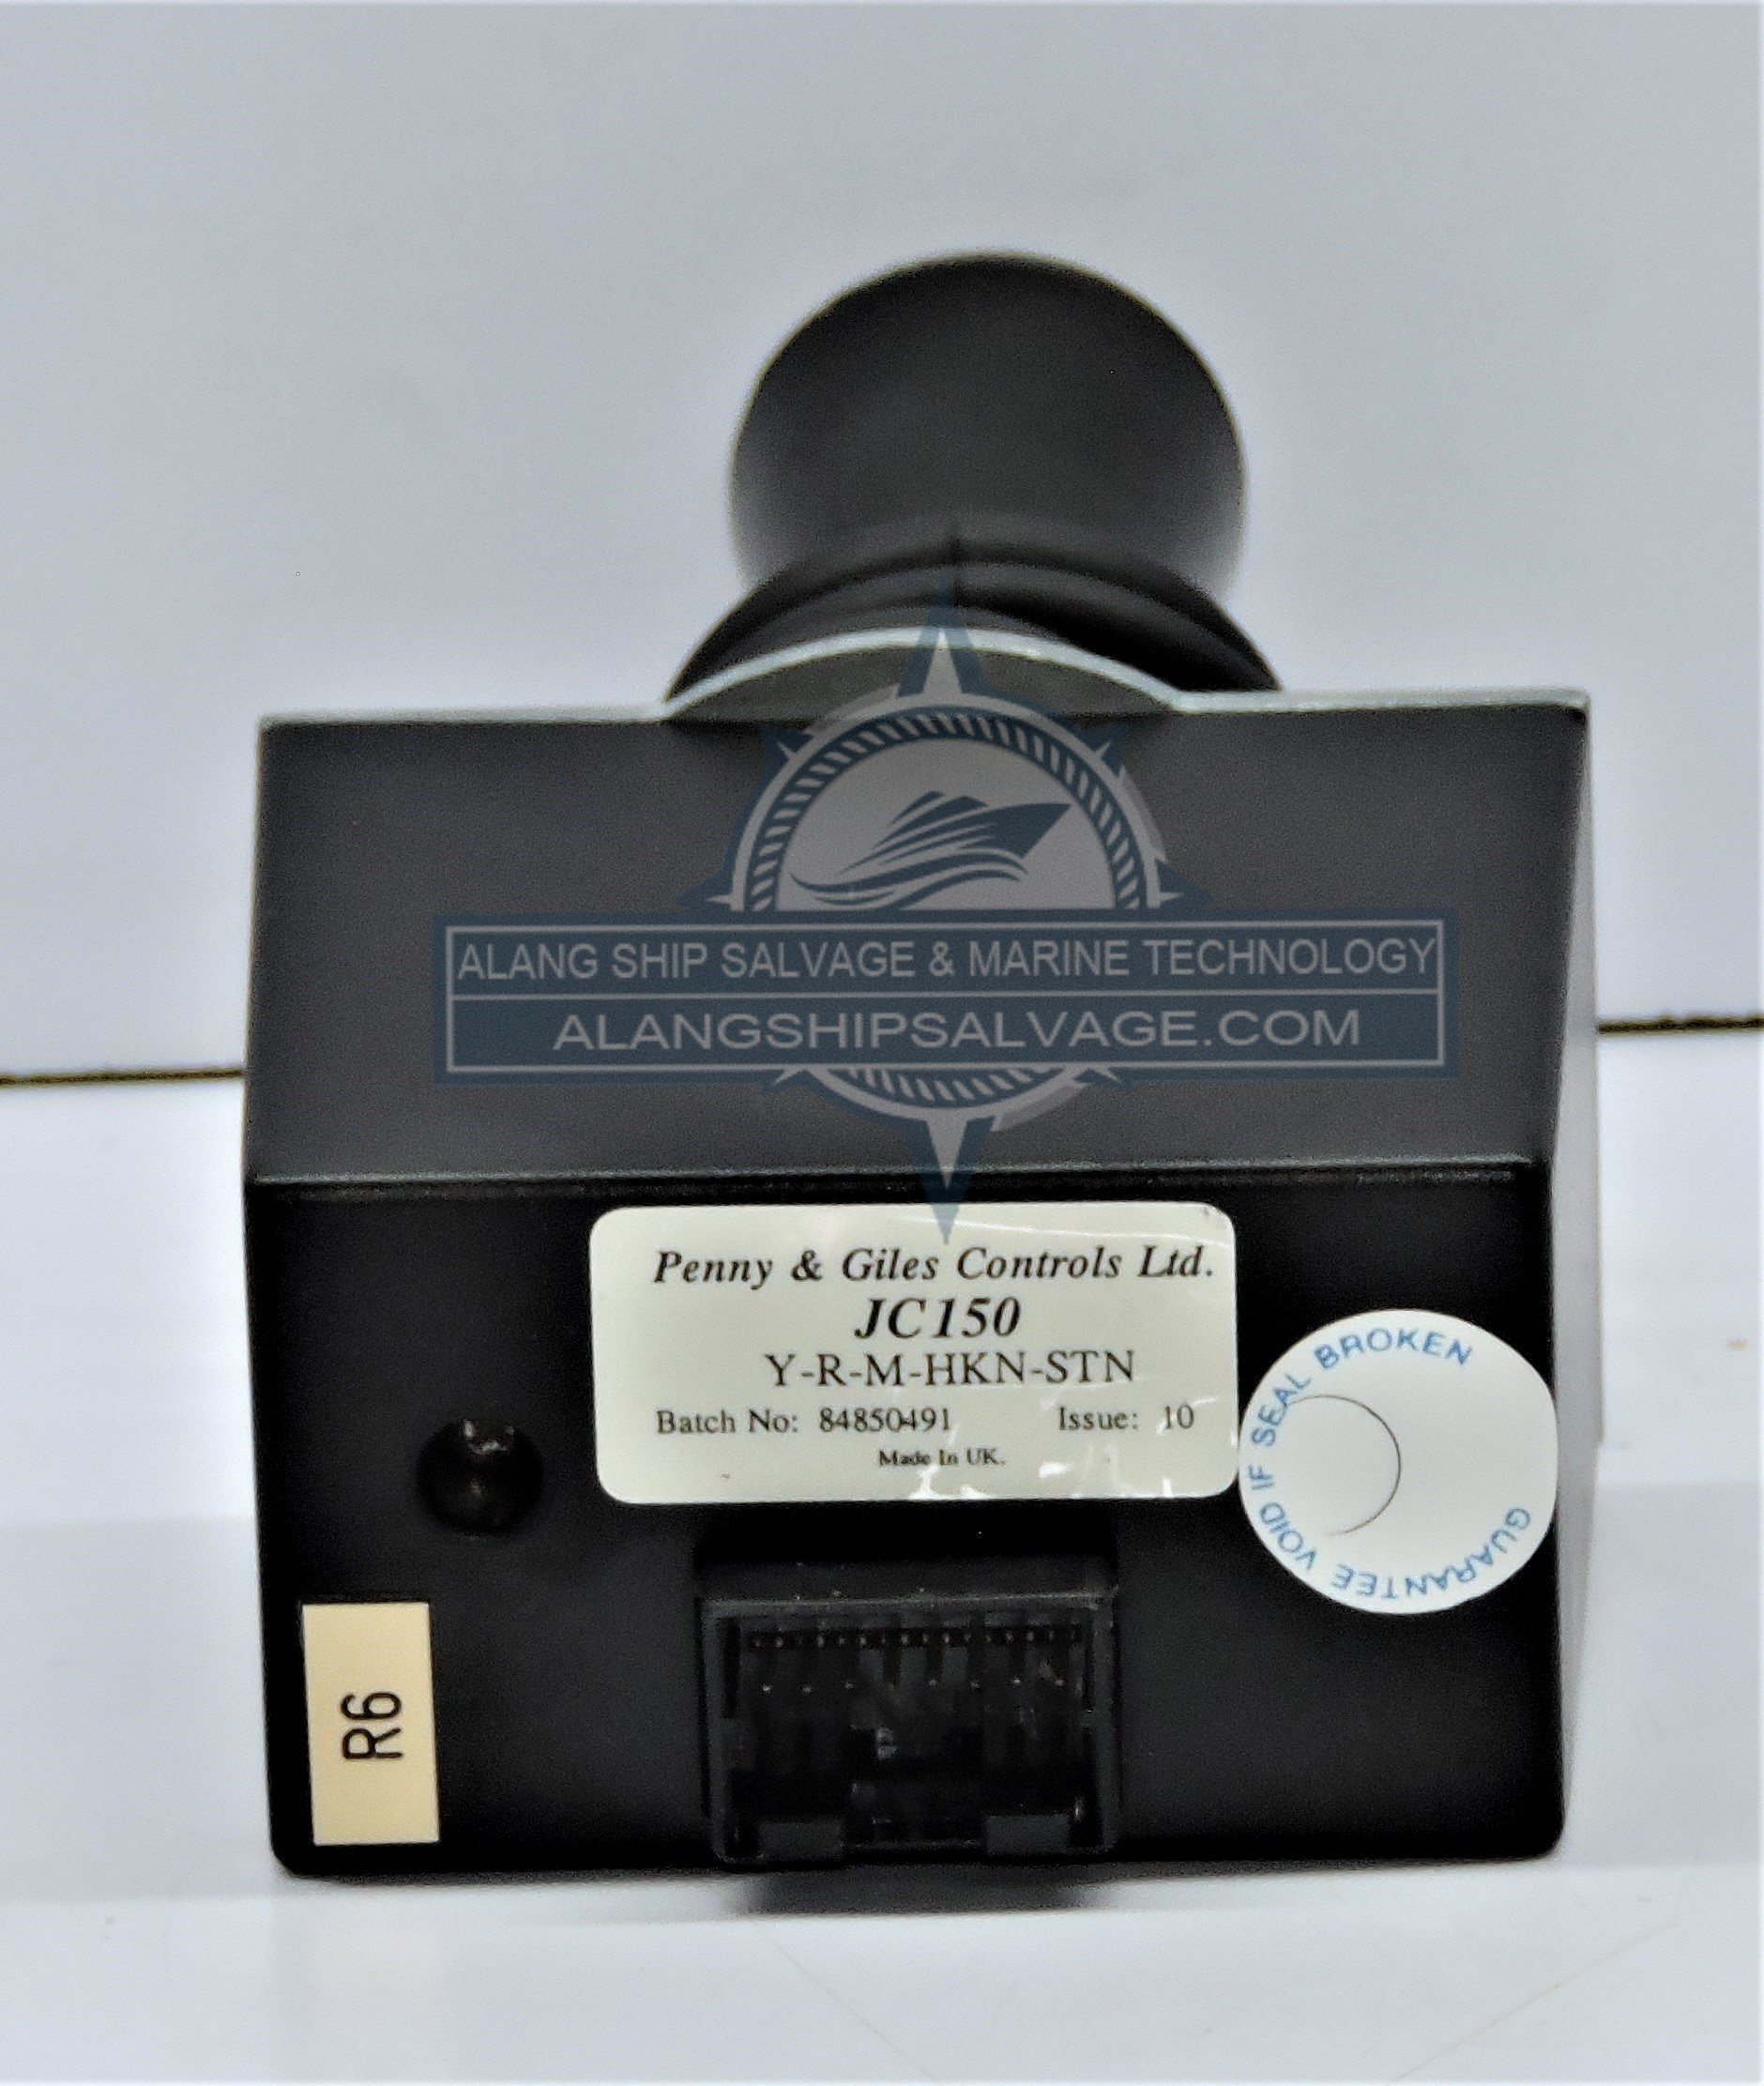 ALANG SHIP SALVAGE & MARINE TECHNOLOGY
ALANGSHIPSALVAGE.COM
Penny & Giles Controls Ltd.
JC150
Y-R-M-HKN-STN
Batch No: 84850491 Issue: 10
Made In UK.
GUARANTEE VOID IF SEAL BROKEN
R6